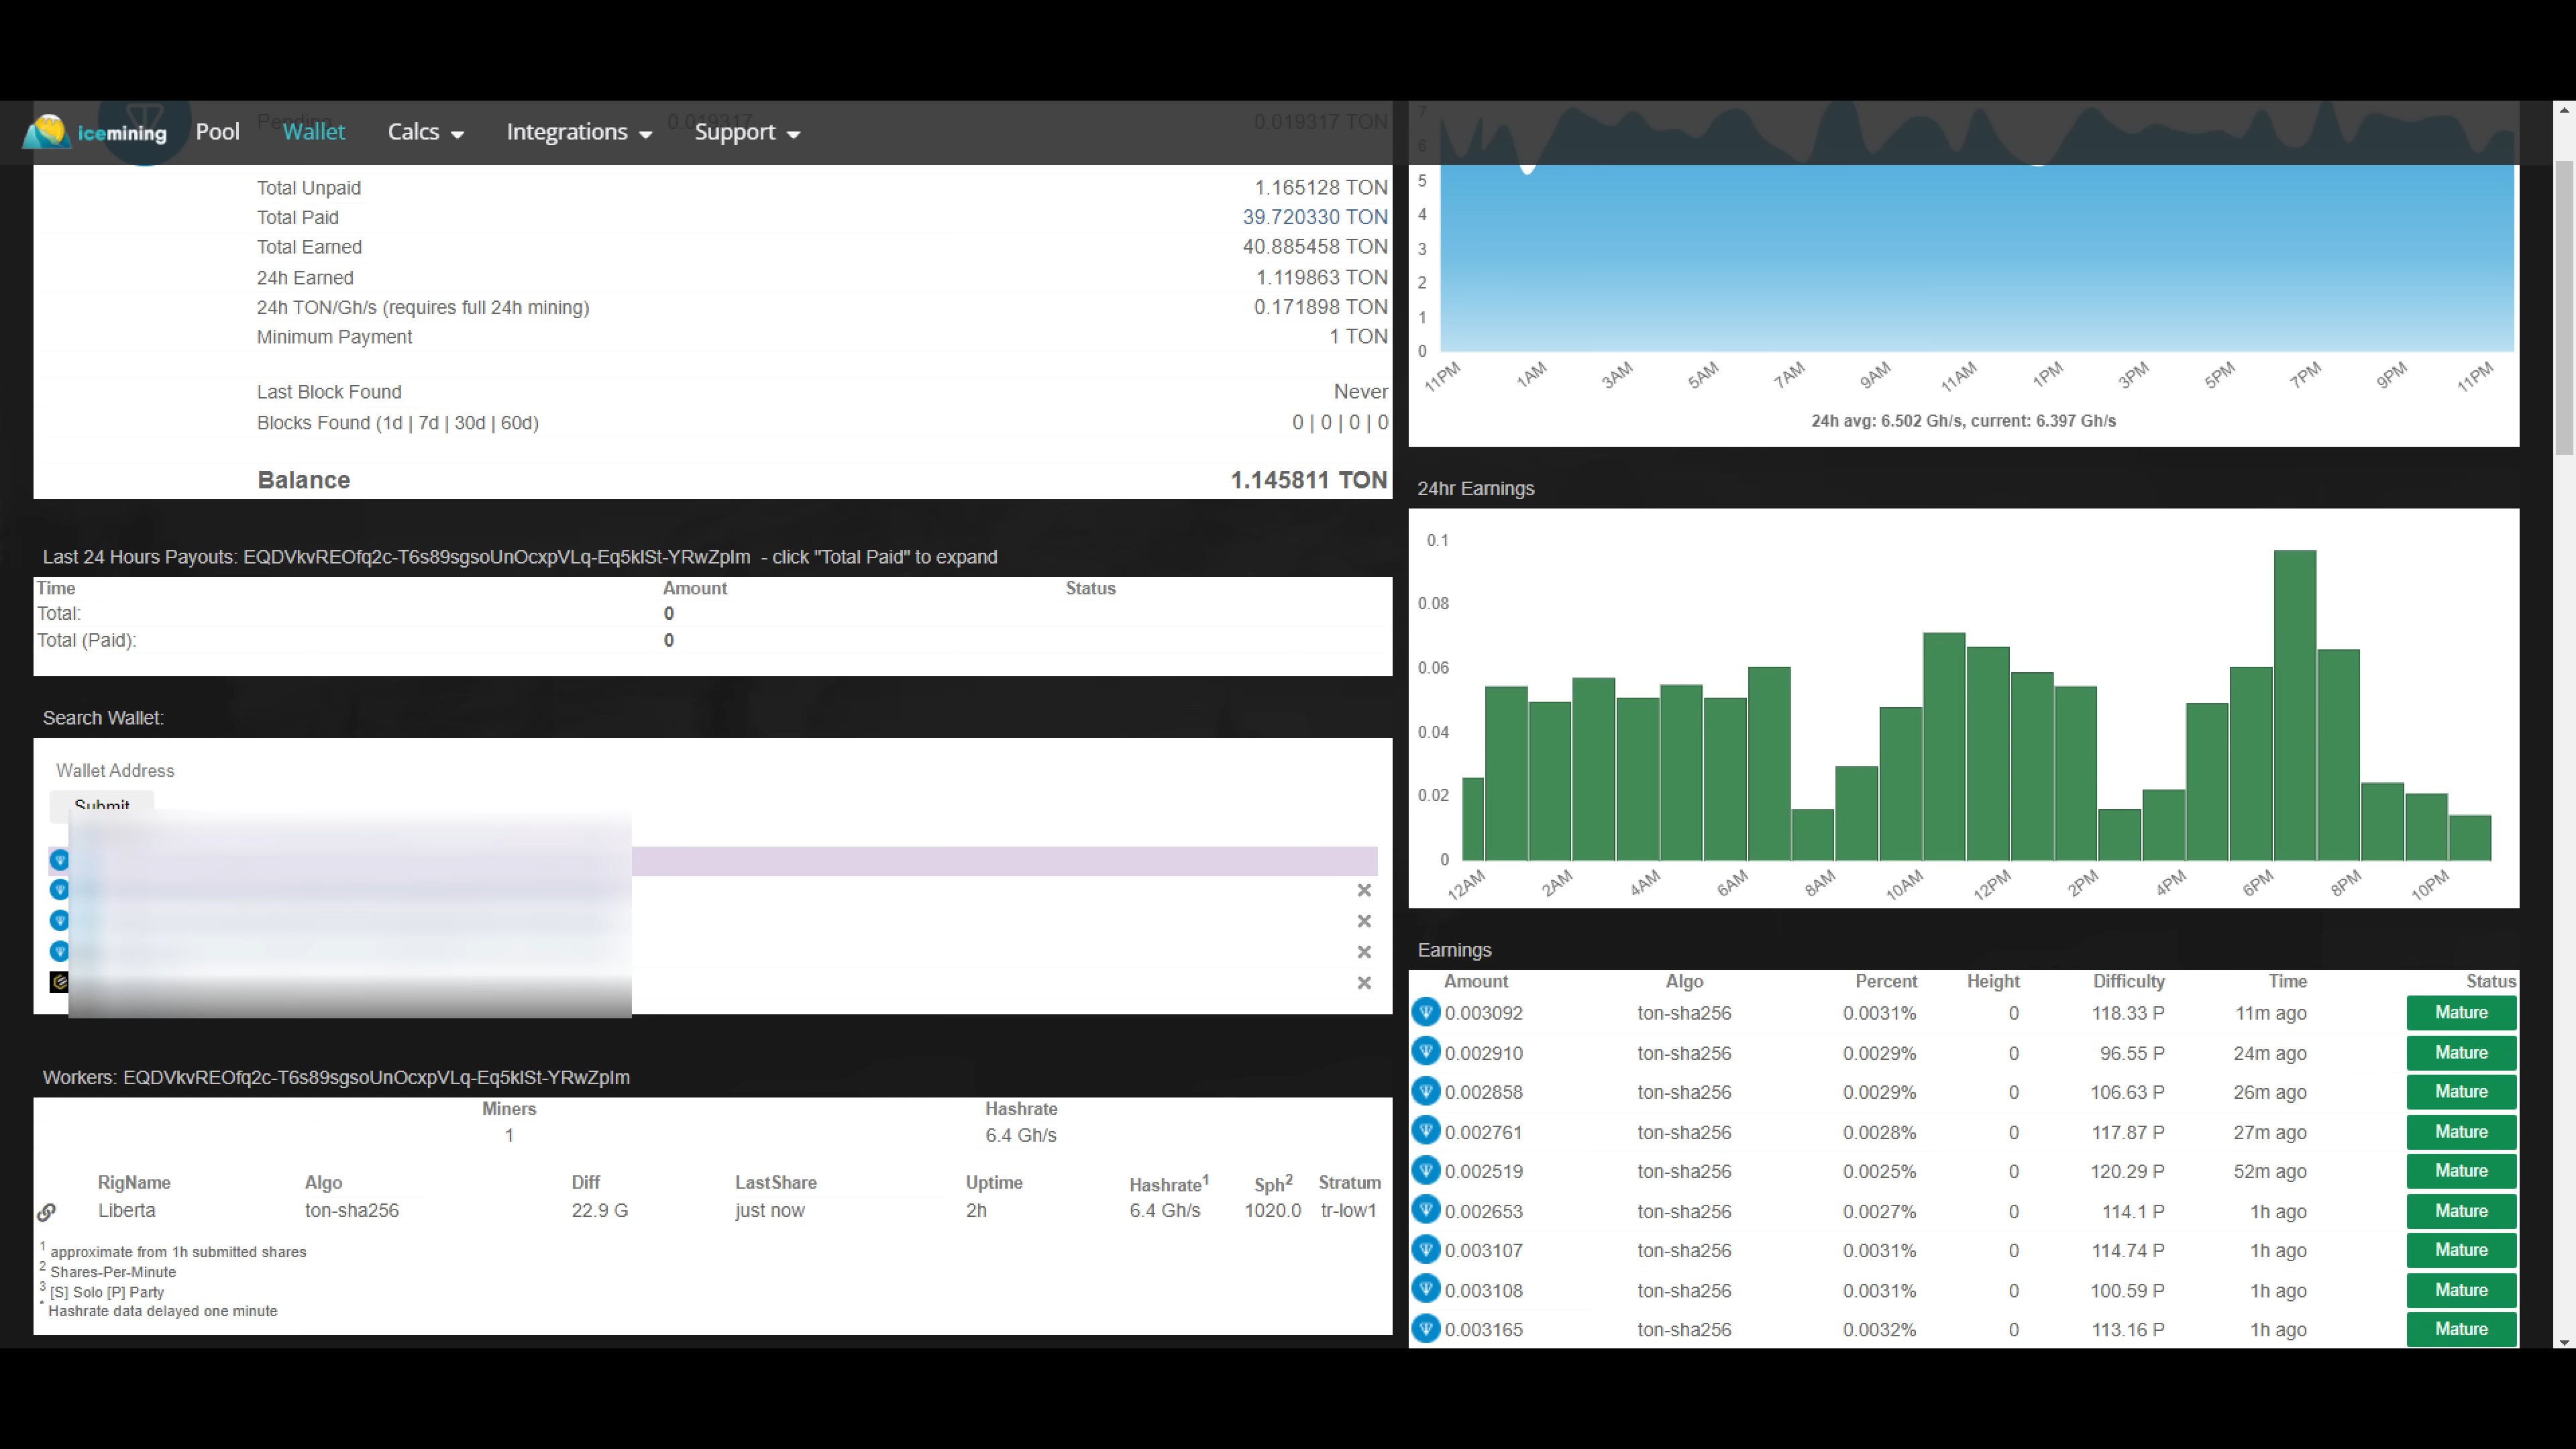 icemining Pool Wallet Calcs Integrations Support
Pending 0.019317 0.019317 TON
Total Unpaid 1.165128 TON
Total Paid 39.720330 TON
Total Earned 40.885458 TON
24h Earned 1.119863 TON
24h TON/Gh/s (requires full 24h mining) 0.171898 TON
Minimum Payment 1 TON
Last Block Found Never
Blocks Found (1d | 7d | 30d | 60d) 0 | 0 | 0 | 0
Balance 1.145811 TON
Last 24 Hours Payouts: EQDVkvREOfq2c-T6s89sgsoUnOcxpVLq-Eq5klSt-YRwZpIm - click "Total Paid" to expand
Time Amount Status
Total: 0
Total (Paid): 0
Search Wallet:
Wallet Address
Submit
Workers: EQDVkvREOfq2c-T6s89sgsoUnOcxpVLq-Eq5klSt-YRwZpIm
Miners Hashrate
1 6.4 Gh/s
RigName Algo Diff LastShare Uptime Hashrate1 Sph2 Stratum
Liberta ton-sha256 22.9 G just now 2h 6.4 Gh/s 1020.0 tr-low1
1 approximate from 1h submitted shares
2 Shares-Per-Minute
3 [S] Solo [P] Party
* Hashrate data delayed one minute
7
6
5
4
3
2
1
0
11PM 1AM 3AM 5AM 7AM 9AM 11AM 1PM 3PM 5PM 7PM 9PM 11PM
24h avg: 6.502 Gh/s, current: 6.397 Gh/s
24hr Earnings
0.1
0.08
0.06
0.04
0.02
0
12AM 2AM 4AM 6AM 8AM 10AM 12PM 2PM 4PM 6PM 8PM 10PM
Earnings
Amount Algo Percent Height Difficulty Time Status
0.003092 ton-sha256 0.0031% 0 118.33 P 11m ago Mature
0.002910 ton-sha256 0.0029% 0 96.55 P 24m ago Mature
0.002858 ton-sha256 0.0029% 0 106.63 P 26m ago Mature
0.002761 ton-sha256 0.0028% 0 117.87 P 27m ago Mature
0.002519 ton-sha256 0.0025% 0 120.29 P 52m ago Mature
0.002653 ton-sha256 0.0027% 0 114.1 P 1h ago Mature
0.003107 ton-sha256 0.0031% 0 114.74 P 1h ago Mature
0.003108 ton-sha256 0.0031% 0 100.59 P 1h ago Mature
0.003165 ton-sha256 0.0032% 0 113.16 P 1h ago Mature